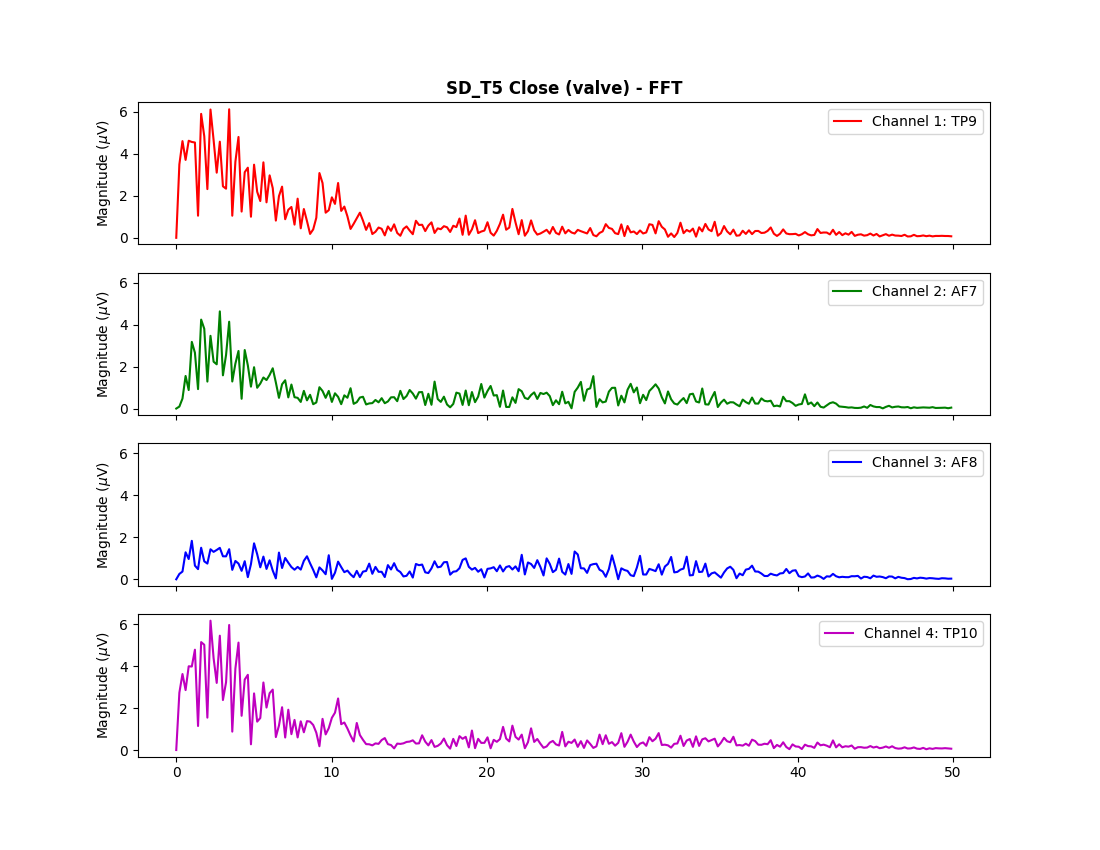 SD_T5 Close (valve) - FFT
Magnitude (μV)
6
4
2
0
Channel 1: TP9
Magnitude (μV)
6
4
2
0
Channel 2: AF7
Magnitude (μV)
6
4
2
0
Channel 3: AF8
Magnitude (μV)
6
4
2
0
Channel 4: TP10
0 10 20 30 40 50